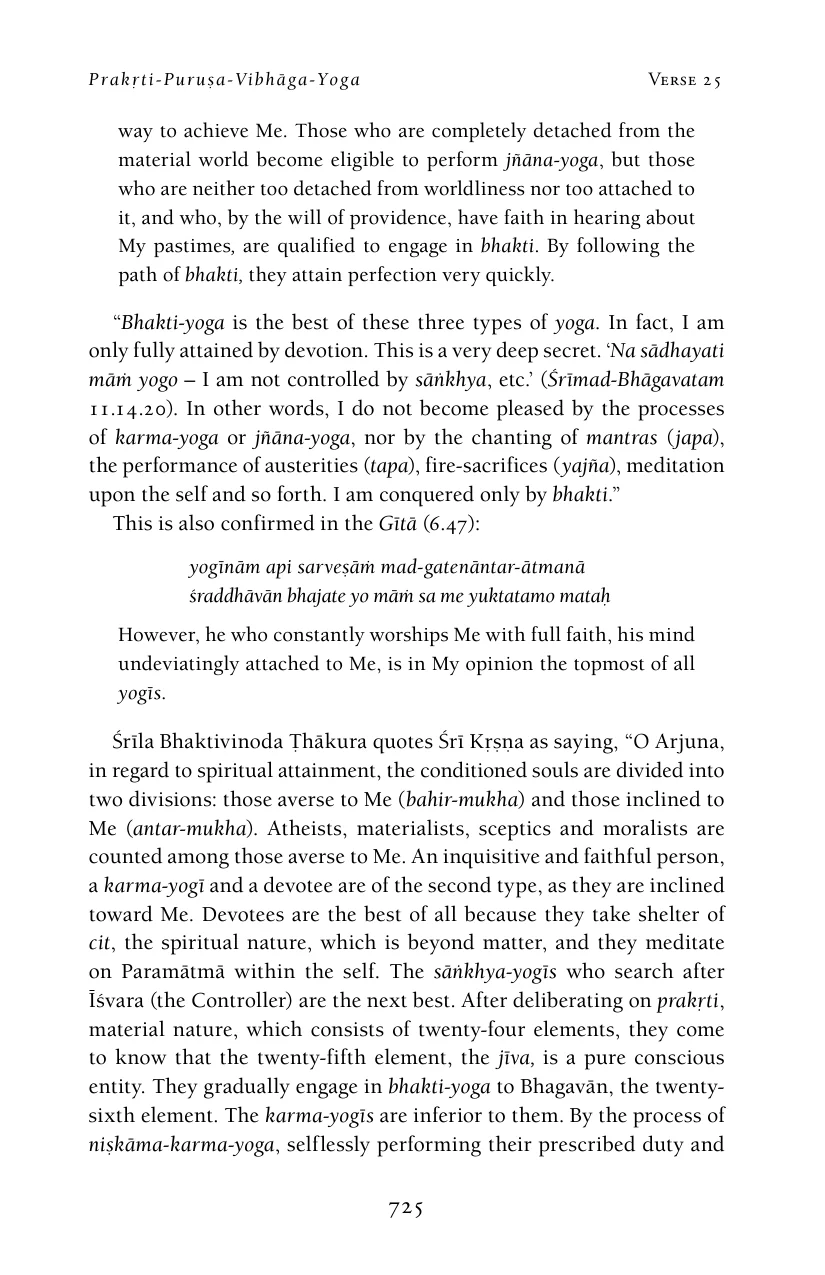 Prakṛti-Puruṣa-Vibhāga-Yoga Verse 25
way to achieve Me. Those who are completely detached from the
material world become eligible to perform jñāna-yoga, but those
who are neither too detached from worldliness nor too attached to
it, and who, by the will of providence, have faith in hearing about
My pastimes, are qualified to engage in bhakti. By following the
path of bhakti, they attain perfection very quickly.
“Bhakti-yoga is the best of these three types of yoga. In fact, I am
only fully attained by devotion. This is a very deep secret. ‘Na sādhayati
māṁ yogo – I am not controlled by sāṅkhya, etc.’ (Śrīmad-Bhāgavatam
11.14.20). In other words, I do not become pleased by the processes
of karma-yoga or jñāna-yoga, nor by the chanting of mantras (japa),
the performance of austerities (tapa), fire-sacrifices (yajña), meditation
upon the self and so forth. I am conquered only by bhakti.”
This is also confirmed in the Gītā (6.47):
yogīnām api sarveṣāṁ mad-gatenāntar-ātmanā
śraddhāvān bhajate yo māṁ sa me yuktatamo mataḥ
However, he who constantly worships Me with full faith, his mind
undeviatingly attached to Me, is in My opinion the topmost of all
yogīs.
Śrīla Bhaktivinoda Ṭhākura quotes Śrī Kṛṣṇa as saying, “O Arjuna,
in regard to spiritual attainment, the conditioned souls are divided into
two divisions: those averse to Me (bahir-mukha) and those inclined to
Me (antar-mukha). Atheists, materialists, sceptics and moralists are
counted among those averse to Me. An inquisitive and faithful person,
a karma-yogī and a devotee are of the second type, as they are inclined
toward Me. Devotees are the best of all because they take shelter of
cit, the spiritual nature, which is beyond matter, and they meditate
on Paramātmā within the self. The sāṅkhya-yogīs who search after
Īśvara (the Controller) are the next best. After deliberating on prakṛti,
material nature, which consists of twenty-four elements, they come
to know that the twenty-fifth element, the jīva, is a pure conscious
entity. They gradually engage in bhakti-yoga to Bhagavān, the twenty-
sixth element. The karma-yogīs are inferior to them. By the process of
niṣkāma-karma-yoga, selflessly performing their prescribed duty and
725